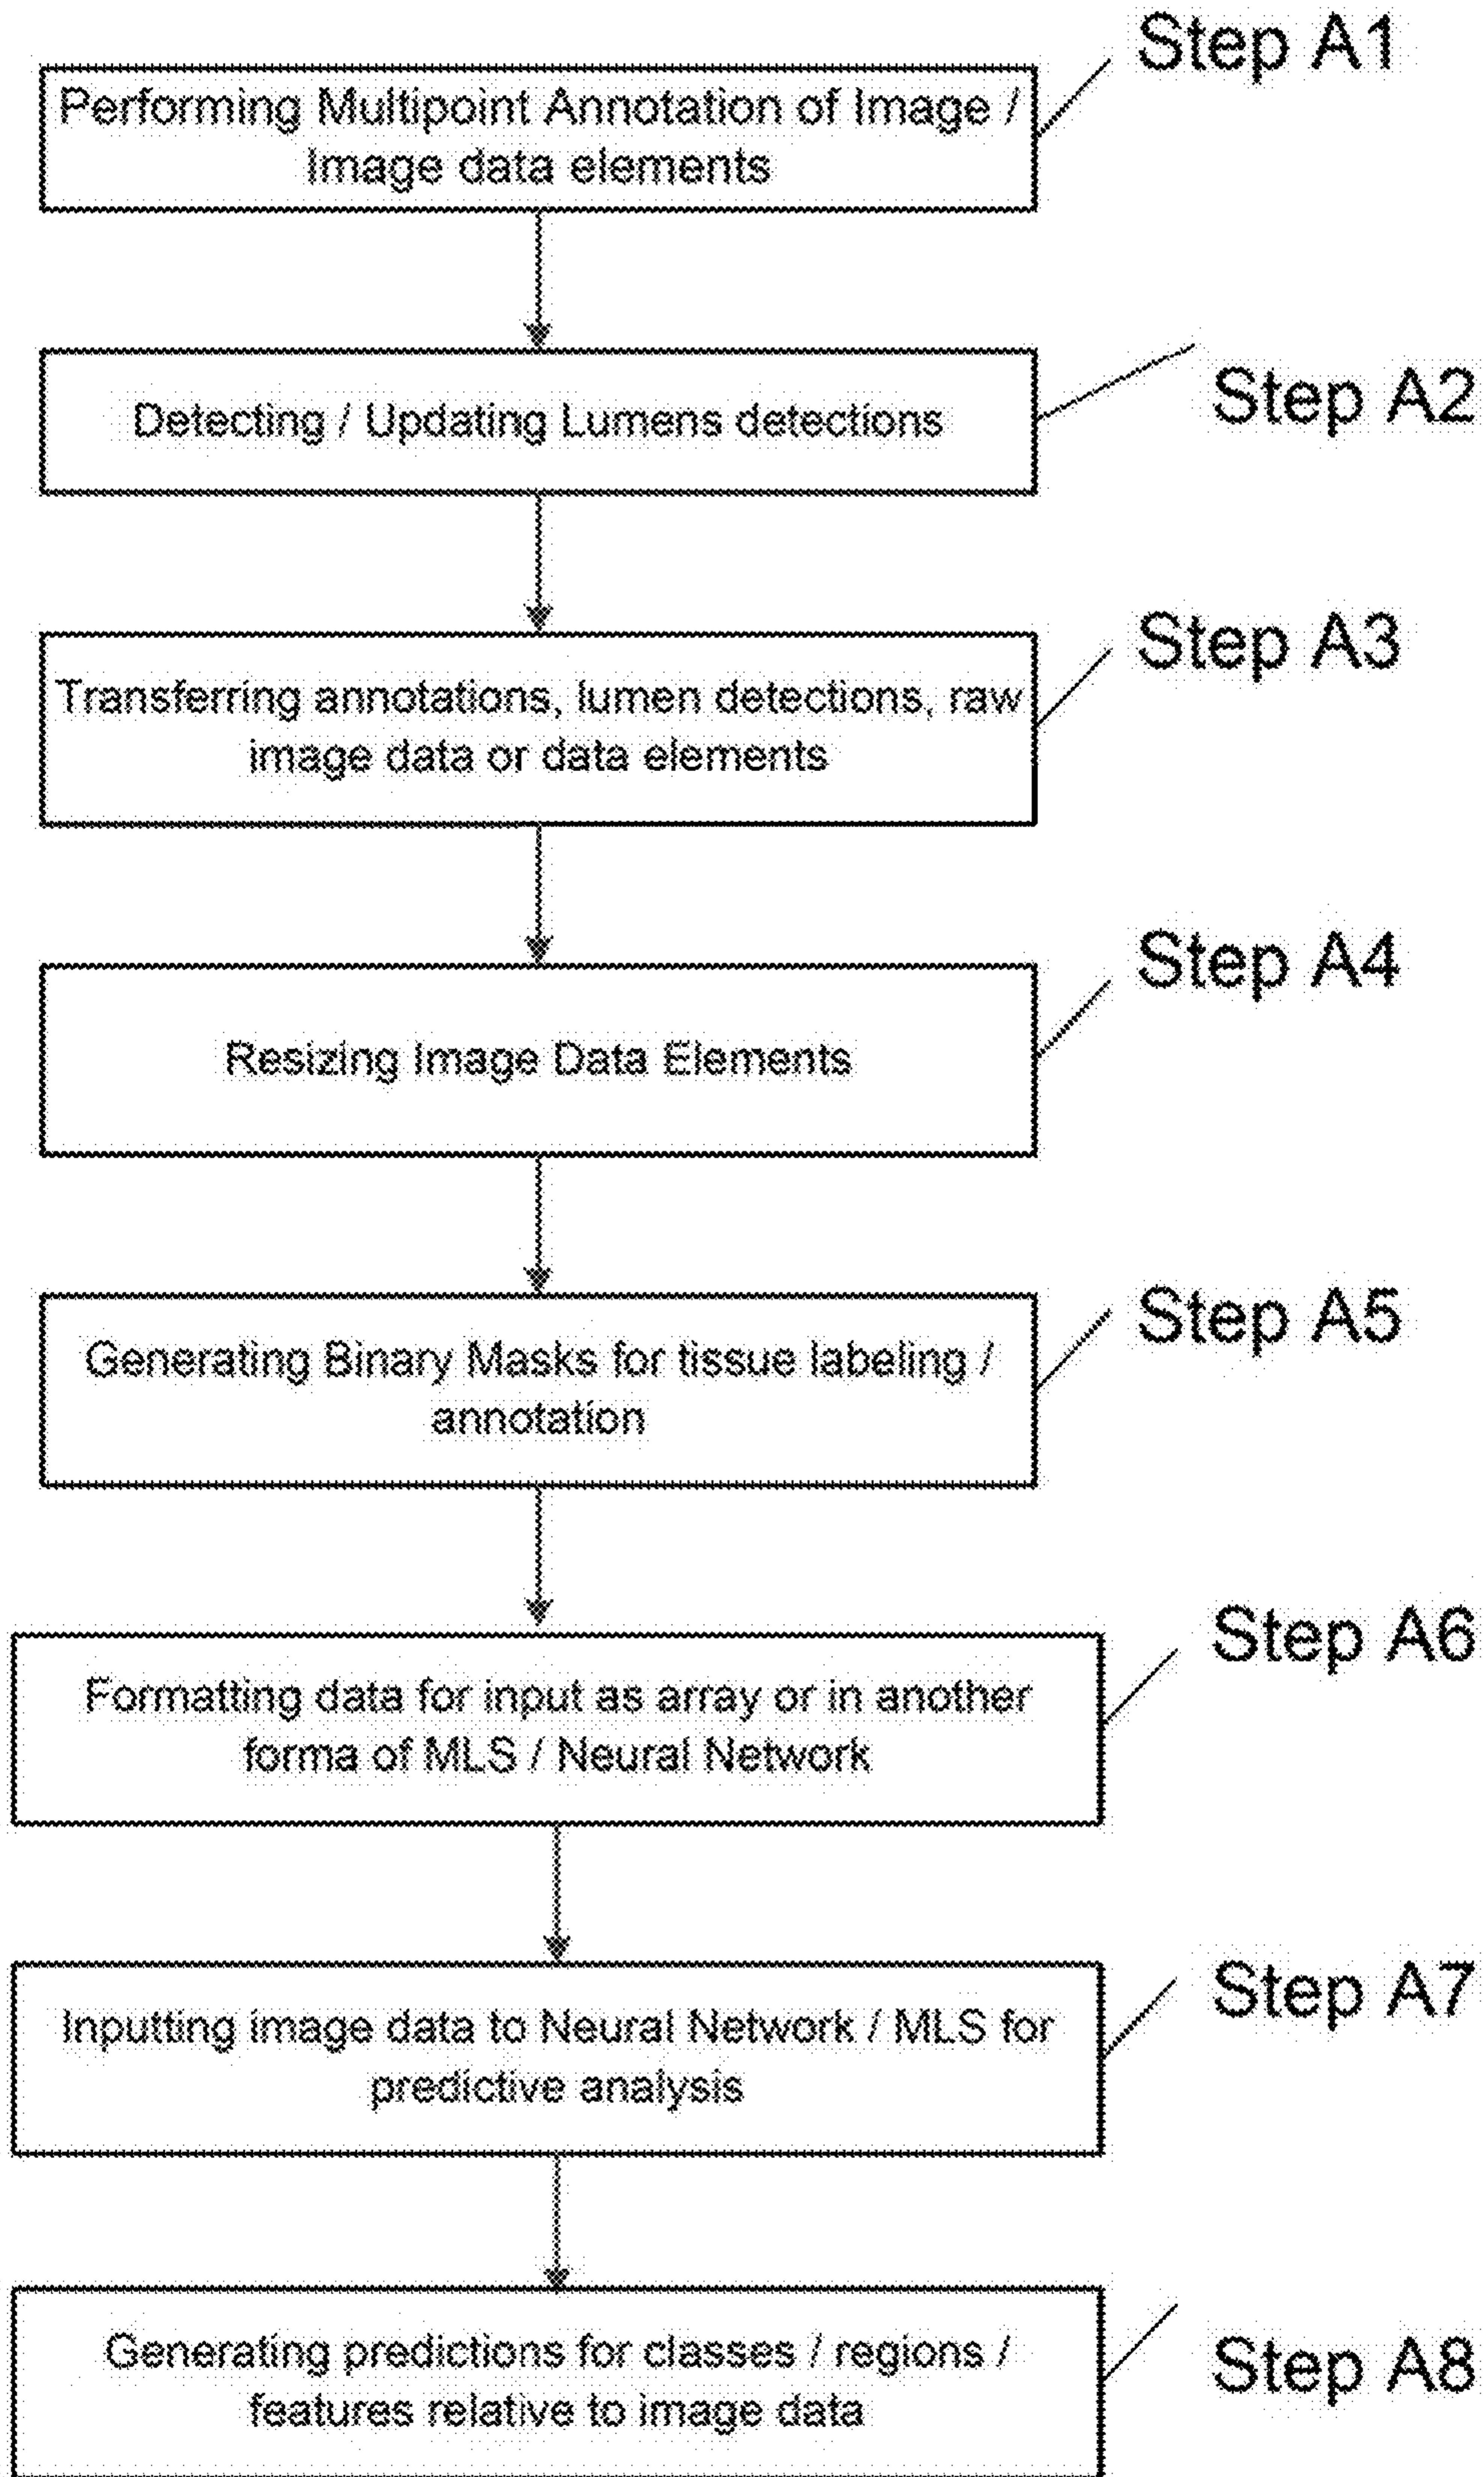 Step A1
Performing Multipoint Annotation of Image /
Image data elements
Step A2
Detecting / Updating Lumens detections
Step A3
Transferring annotations, lumen detections, raw
image data or data elements
Step A4
Resizing Image Data Elements
Step A5
Generating Binary Masks for tissue labeling /
annotation
Step A6
Formatting data for input as array or in another
forma of MLS / Neural Network
Step A7
Inputting image data to Neural Network / MLS for
predictive analysis
Step A8
Generating predictions for classes / regions /
features relative to image data